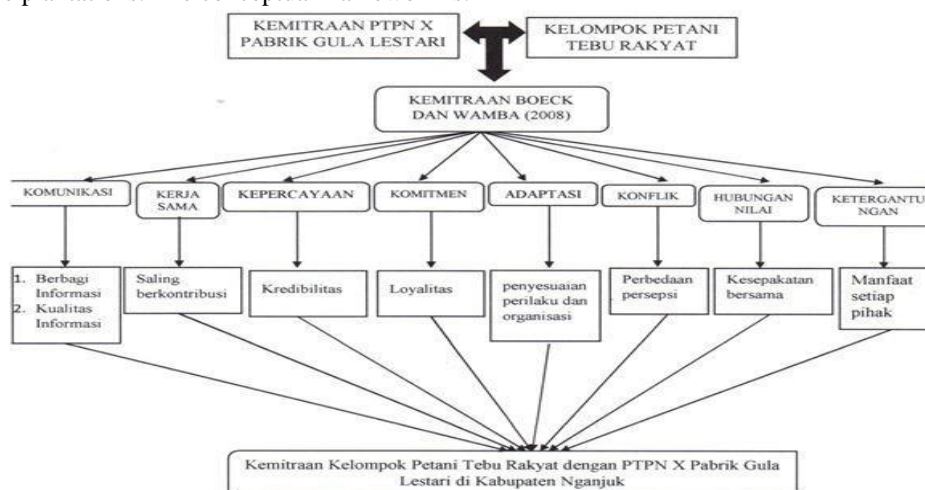 KEMITRAAN PTPN X
PABRIK GULA LESTARI
KELOMPOK PETANI
TEBU RAKYAT
KEMITRAAN BOECK
DAN WAMBA (2008)
KOMUNIKASI
KERJA
SAMA
KEPERCAYAAN
KOMITMEN
ADAPTASI
KONFLIK
HUBUNGAN
NILAI
KETERGANTU
NGAN
1. Berbagi
Informasi
2. Kualitas
Informasi
Saling
berkontribusi
Kredibilitas
Loyalitas
penyesuaian
perilaku dan
organisasi
Perbedaan
persepsi
Kesepakatan
bersama
Manfaat
setiap
pihak
Kemitraan Kelompok Petani Tebu Rakyat dengan PTPN X Pabrik Gula
Lestari di Kabupaten Nganjuk